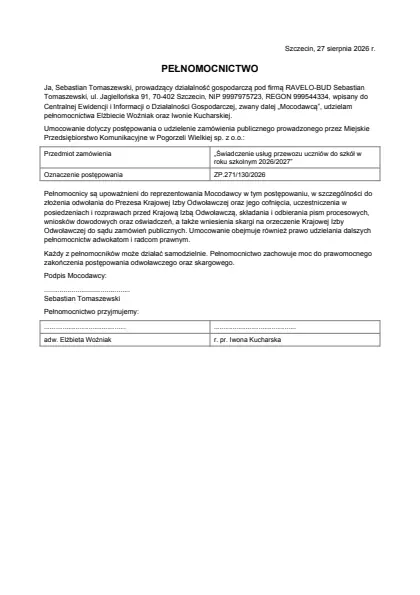 Szczecin, 27 sierpnia 2026 r.
PEŁNOMOCNICTWO
Ja, Sebastian Tomaszewski, prowadzący działalność gospodarczą pod firmą RAVELO-BUD Sebastian
Tomaszewski, ul. Jagiellońska 91, 70-402 Szczecin, NIP 9997975723, REGON 999544334, wpisany do
Centralnej Ewidencji i Informacji o Działalności Gospodarczej, zwany dalej „Mocodawcą”, udzielam
pełnomocnictwa Elżbiecie Woźniak oraz Iwonie Kucharskiej.
Umocowanie dotyczy postępowania o udzielenie zamówienia publicznego prowadzonego przez Miejskie
Przedsiębiorstwo Komunikacyjne w Pogorzeli Wielkiej sp. z o.o.:
Przedmiot zamówienia
„Świadczenie usług przewozu uczniów do szkół w
roku szkolnym 2026/2027”
Oznaczenie postępowania
ZP.271/130/2026
Pełnomocnicy są upoważnieni do reprezentowania Mocodawcy w tym postępowaniu, w szczególności do
złożenia odwołania do Prezesa Krajowej Izby Odwoławczej oraz jego cofnięcia, uczestniczenia w
posiedzeniach i rozprawach przed Krajową Izbą Odwoławczą, składania i odbierania pism procesowych,
wniosków dowodowych oraz oświadczeń, a także wniesienia skargi na orzeczenie Krajowej Izby
Odwoławczej do sądu zamówień publicznych. Umocowanie obejmuje również prawo udzielania dalszych
pełnomocnictw adwokatom i radcom prawnym.
Każdy z pełnomocników może działać samodzielnie. Pełnomocnictwo zachowuje moc do prawomocnego
zakończenia postępowania odwoławczego oraz skargowego.
Podpis Mocodawcy:
..........................................
Sebastian Tomaszewski
Pełnomocnictwo przyjmujemy:
........................................
........................................
adw. Elżbieta Woźniak
r. pr. Iwona Kucharska